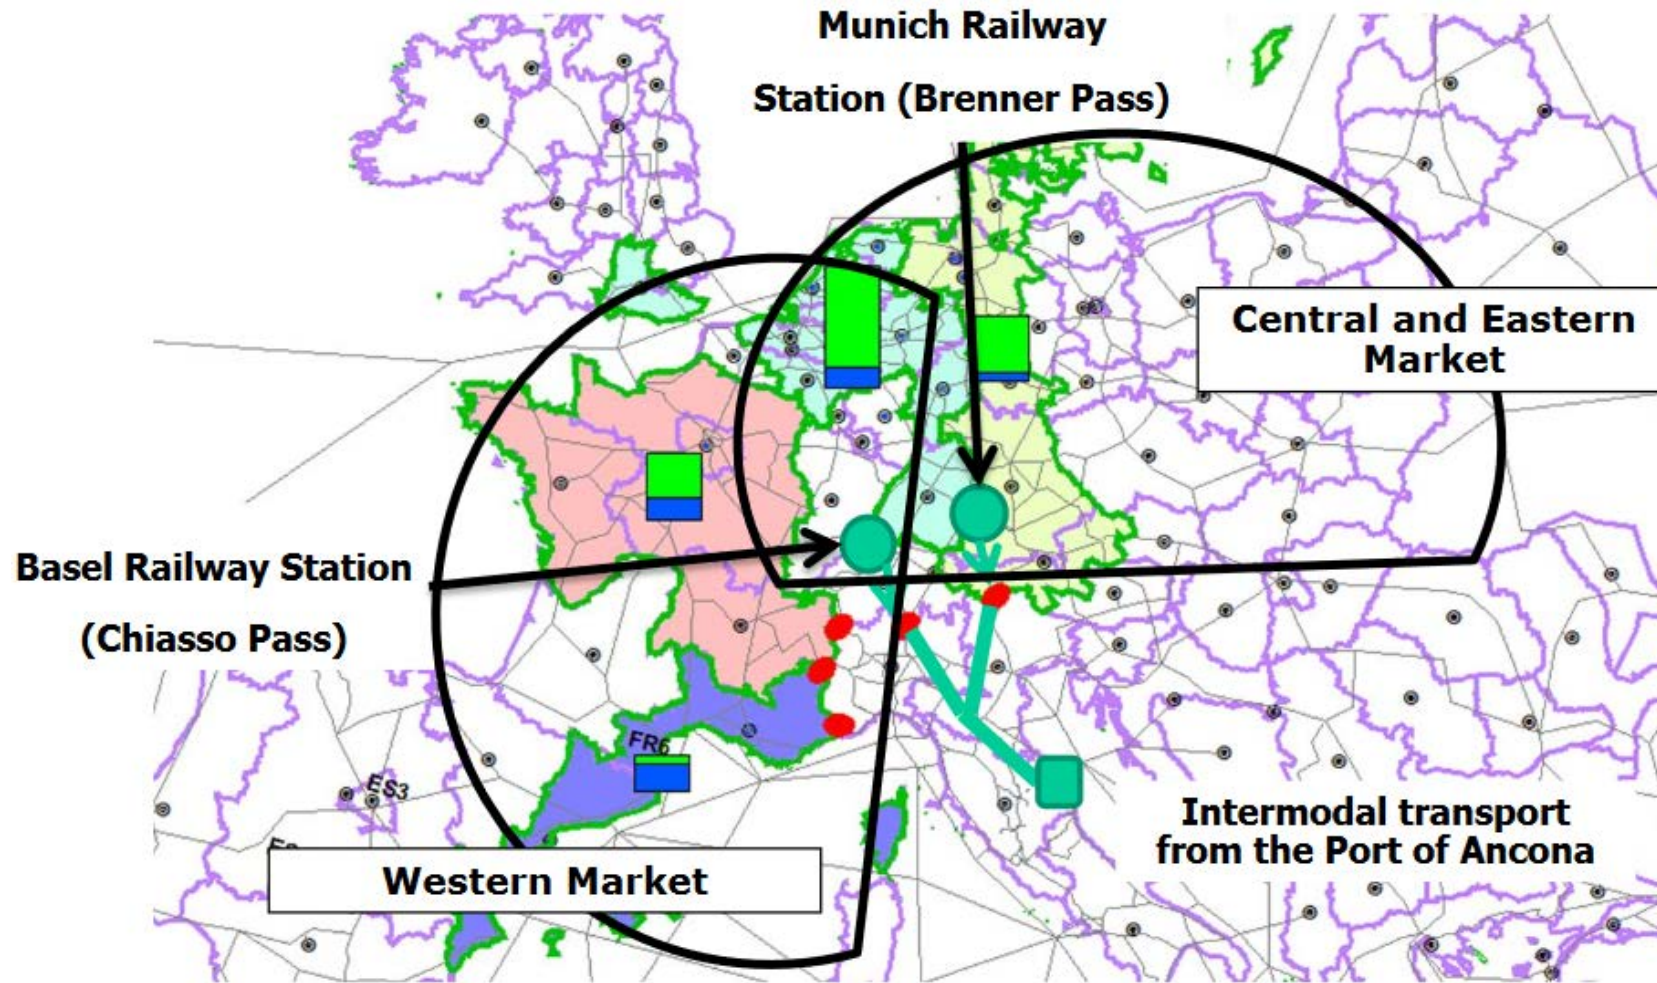 Munich Railway
Station (Brenner Pass)
Central and Eastern
Market
Basel Railway Station
(Chiasso Pass)
FR6
ES3
Western Market
Intermodal transport
from the Port of Ancona